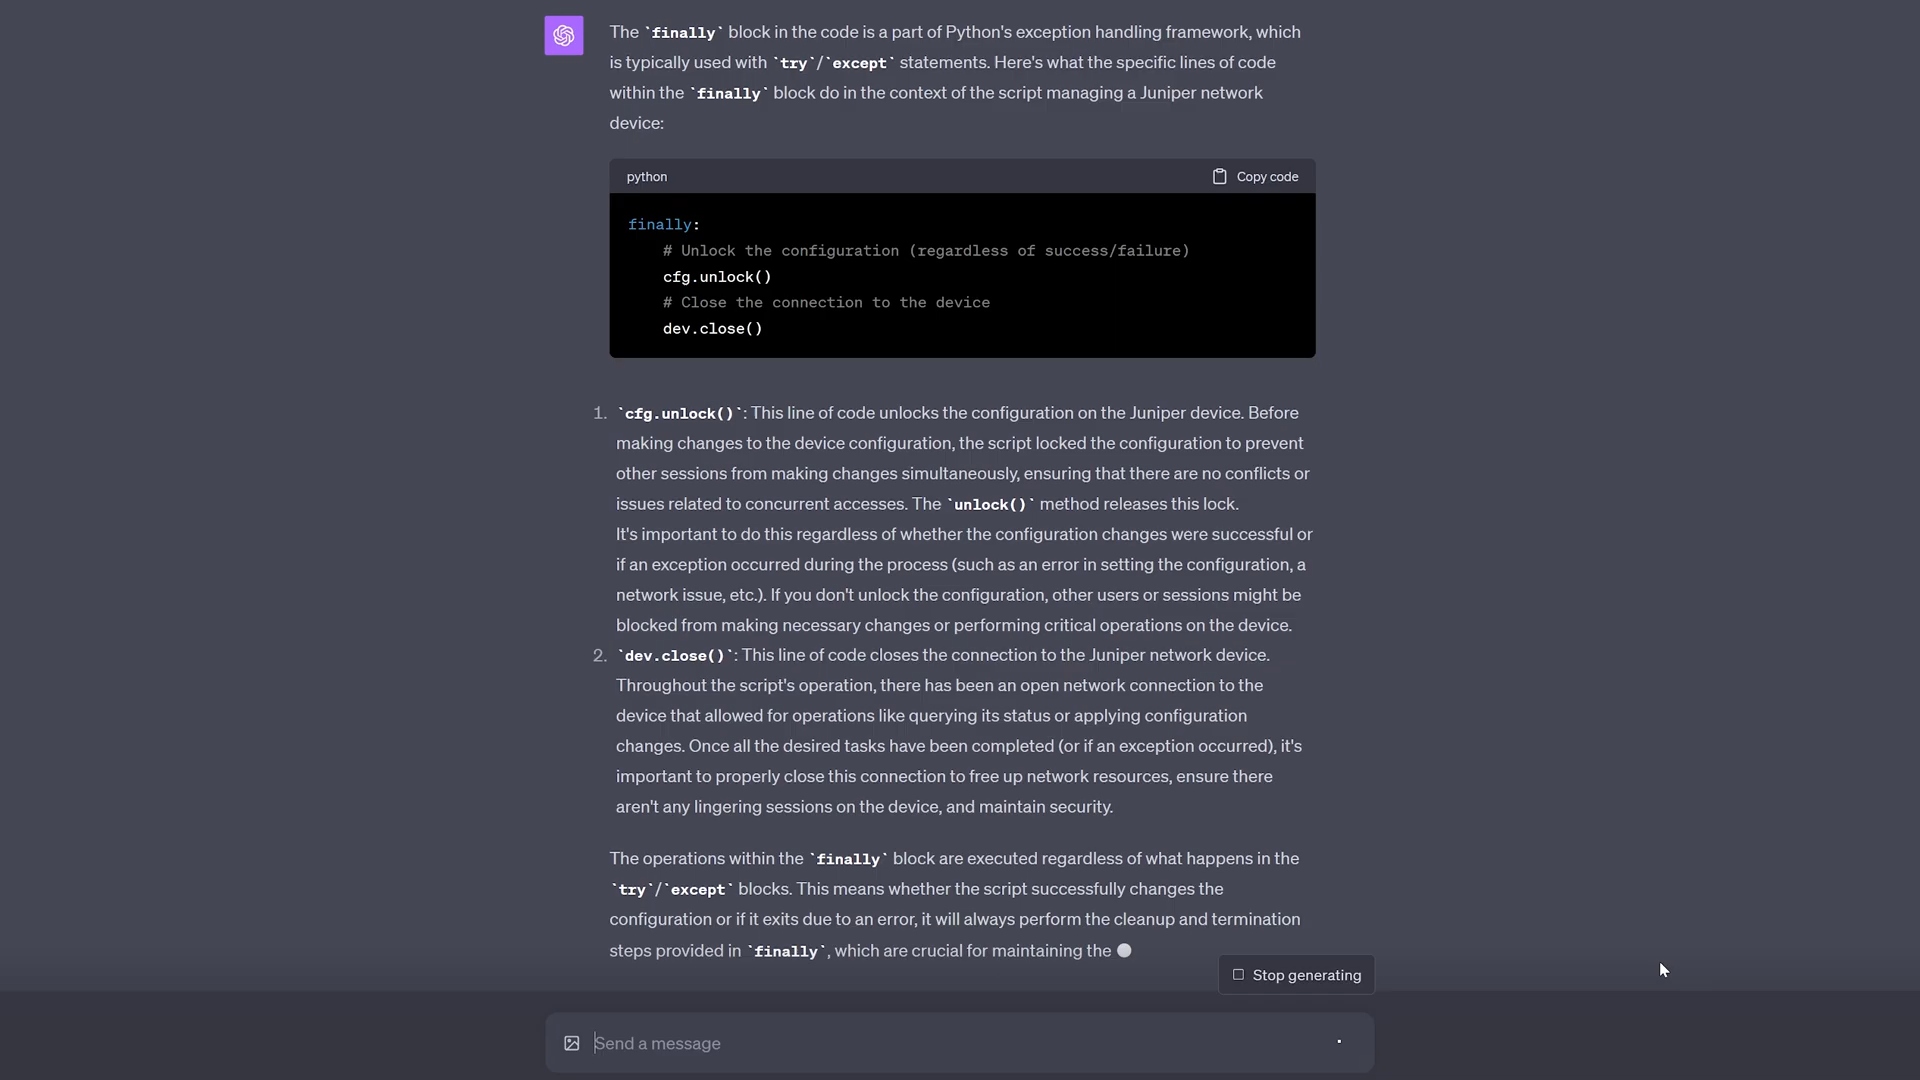 The `finally` block in the code is a part of Python's exception handling framework, which
is typically used with `try`/`except` statements. Here's what the specific lines of code
within the `finally` block do in the context of the script managing a Juniper network
device:
python
Copy code
finally:
    # Unlock the configuration (regardless of success/failure)
    cfg.unlock()
    # Close the connection to the device
    dev.close()
1. `cfg.unlock()`: This line of code unlocks the configuration on the Juniper device. Before
making changes to the device configuration, the script locked the configuration to prevent
other sessions from making changes simultaneously, ensuring that there are no conflicts or
issues related to concurrent accesses. The `unlock()` method releases this lock.
It's important to do this regardless of whether the configuration changes were successful or
if an exception occurred during the process (such as an error in setting the configuration, a
network issue, etc.). If you don't unlock the configuration, other users or sessions might be
blocked from making necessary changes or performing critical operations on the device.
2. `dev.close()`: This line of code closes the connection to the Juniper network device.
Throughout the script's operation, there has been an open network connection to the
device that allowed for operations like querying its status or applying configuration
changes. Once all the desired tasks have been completed (or if an exception occurred), it's
important to properly close this connection to free up network resources, ensure there
aren't any lingering sessions on the device, and maintain security.
The operations within the `finally` block are executed regardless of what happens in the
`try`/`except` blocks. This means whether the script successfully changes the
configuration or if it exits due to an error, it will always perform the cleanup and termination
steps provided in `finally`, which are crucial for maintaining the
Stop generating
Send a message